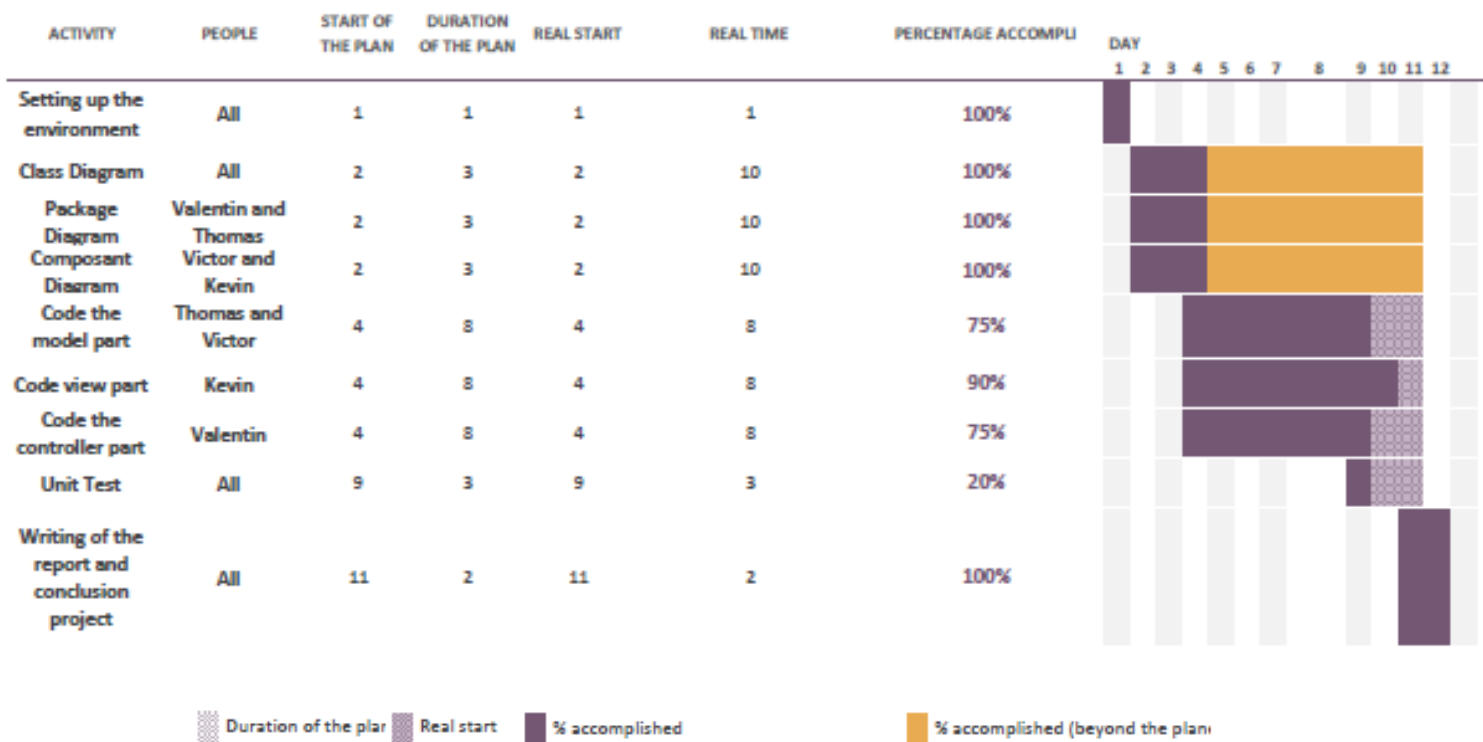 ACTIVITY PEOPLE START OF THE PLAN DURATION OF THE PLAN REAL START REAL TIME PERCENTAGE ACCOMPLI DAY
1 2 3 4 5 6 7 8 9 10 11 12
Setting up the environment All 1 1 1 1 100%
Class Diagram All 2 3 2 10 100%
Package Diagram Valentin and Thomas 2 3 2 10 100%
Composant Diagram Victor and Kevin 2 3 2 10 100%
Code the model part Thomas and Victor 4 8 4 8 75%
Code view part Kevin 4 8 4 8 90%
Code the controller part Valentin 4 8 4 8 75%
Unit Test All 9 3 9 3 20%
Writing of the report and conclusion project All 11 2 11 2 100%
Duration of the plar Real start % accomplished % accomplished (beyond the plan